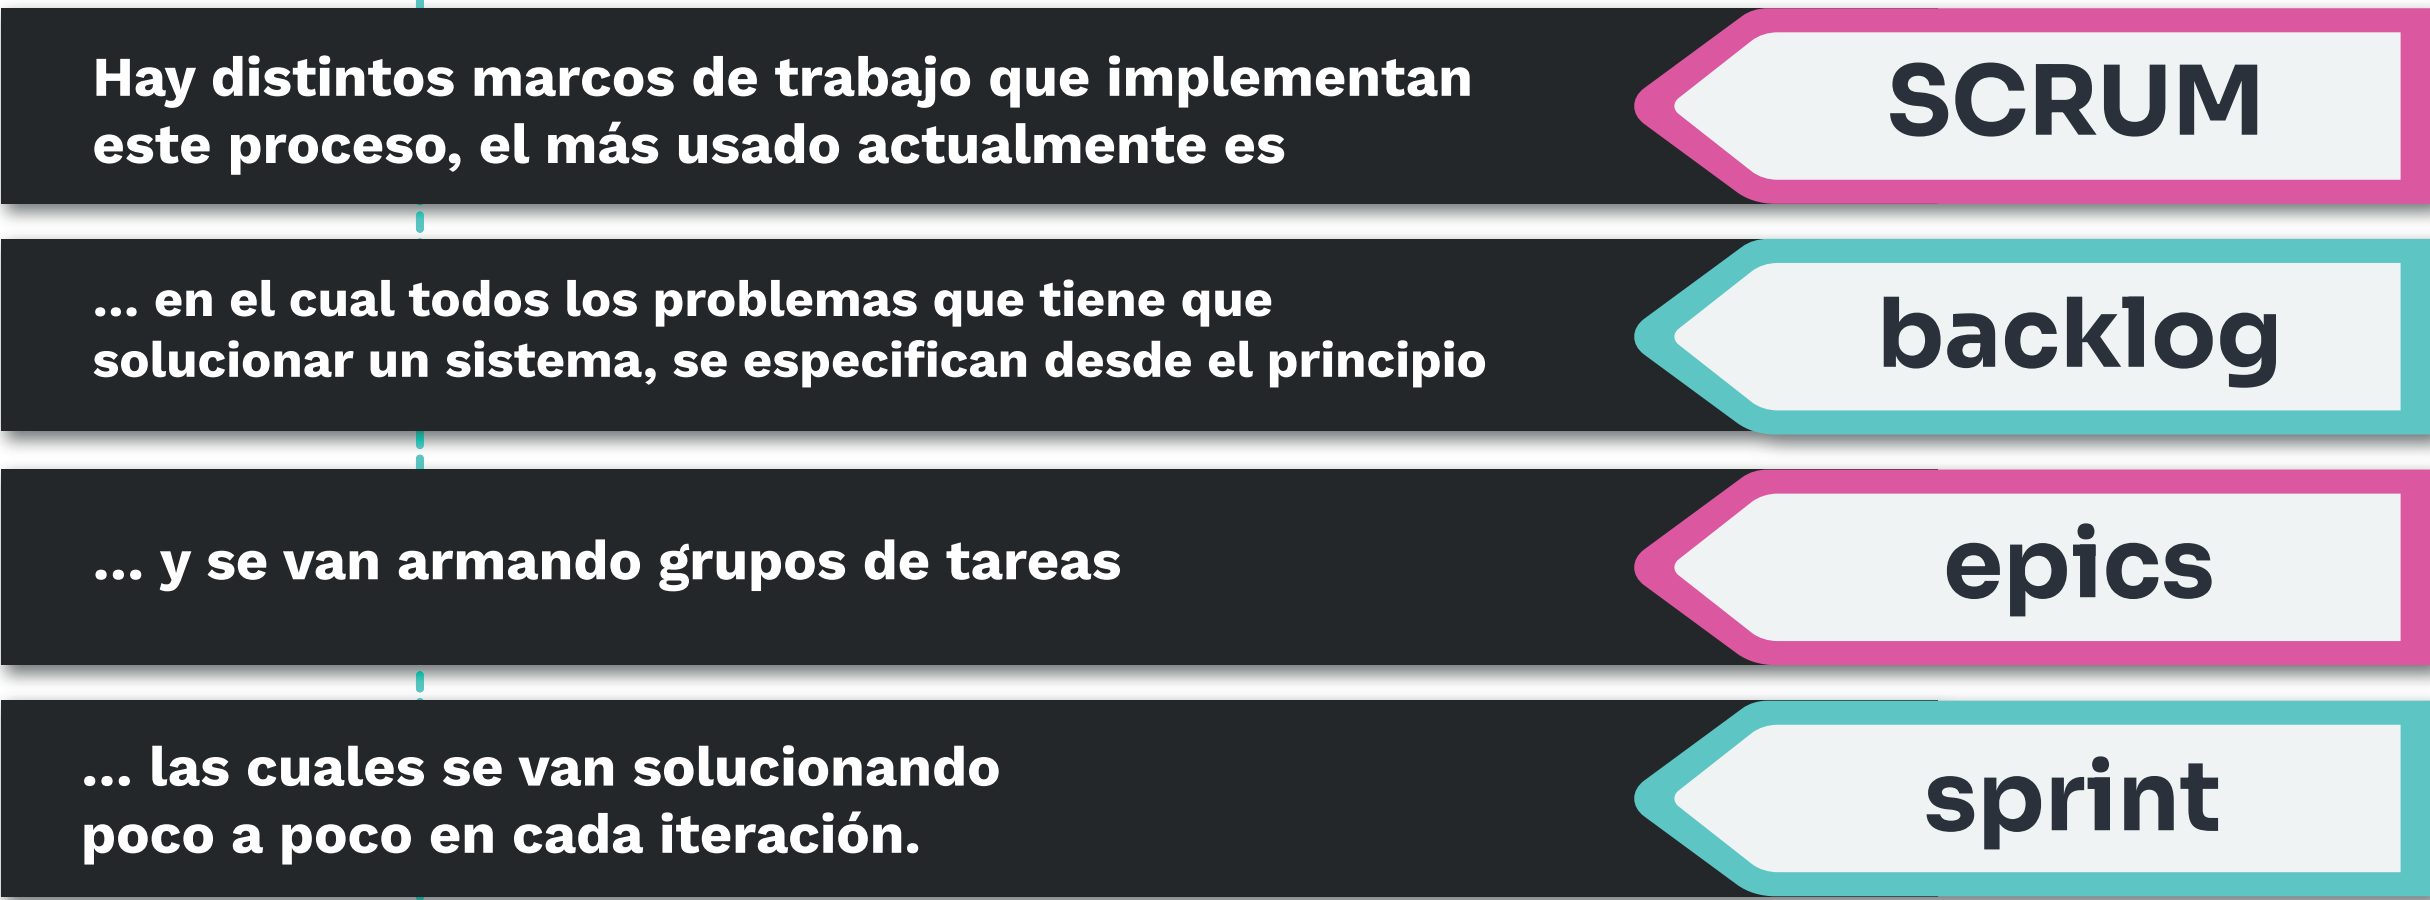 Hay distintos marcos de trabajo que implementan
este proceso, el más usado actualmente es
SCRUM
... en el cual todos los problemas que tiene que
solucionar un sistema, se especifican desde el principio
backlog
... y se van armando grupos de tareas
epics
... las cuales se van solucionando
poco a poco en cada iteración.
sprint